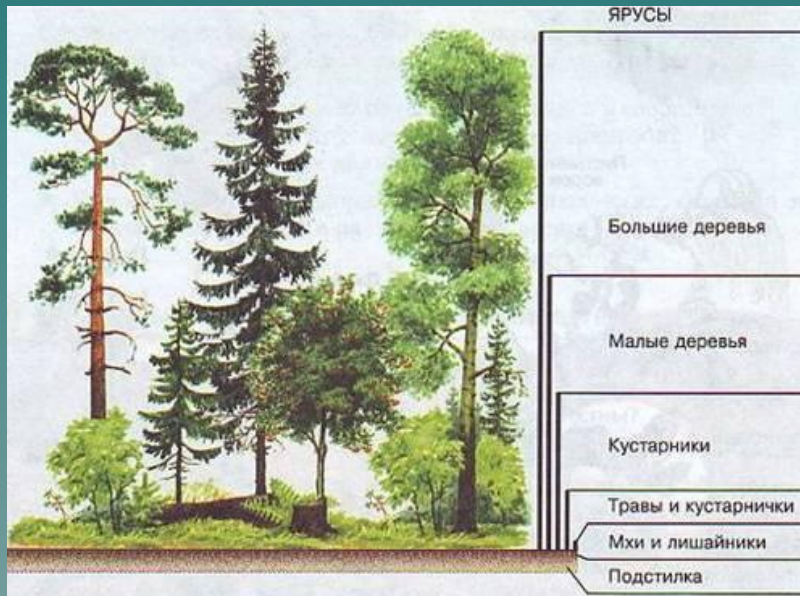 ЯРУСЫ
Большие деревья
Малые деревья
Кустарники
Травы и кустарнички
Мхи и лишайники
Подстилка